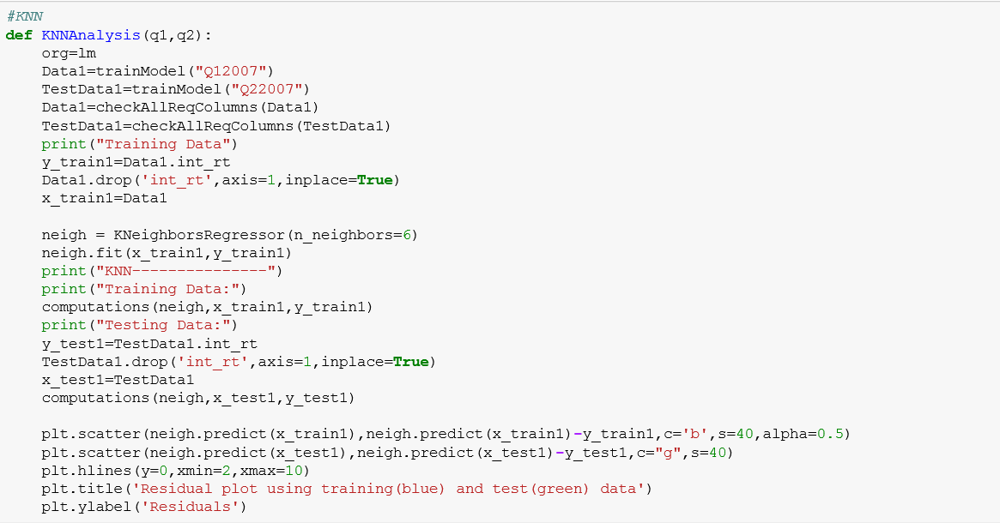 #KNN
def KNNAnalysis(q1,q2):
    org=lm
    Data1=trainModel("Q12007")
    TestData1=trainModel("Q22007")
    Data1=checkAllReqColumns(Data1)
    TestData1=checkAllReqColumns(TestData1)
    print("Training Data")
    y_train1=Data1.int_rt
    Data1.drop('int_rt',axis=1,inplace=True)
    x_train1=Data1

    neigh = KNeighborsRegressor(n_neighbors=6)
    neigh.fit(x_train1,y_train1)
    print("KNN---------------")
    print("Training Data:")
    computations(neigh,x_train1,y_train1)
    print("Testing Data:")
    y_test1=TestData1.int_rt
    TestData1.drop('int_rt',axis=1,inplace=True)
    x_test1=TestData1
    computations(neigh,x_test1,y_test1)

    plt.scatter(neigh.predict(x_train1),neigh.predict(x_train1)-y_train1,c='b',s=40,alpha=0.5)
    plt.scatter(neigh.predict(x_test1),neigh.predict(x_test1)-y_test1,c="g",s=40)
    plt.hlines(y=0,xmin=2,xmax=10)
    plt.title('Residual plot using training(blue) and test(green) data')
    plt.ylabel('Residuals')